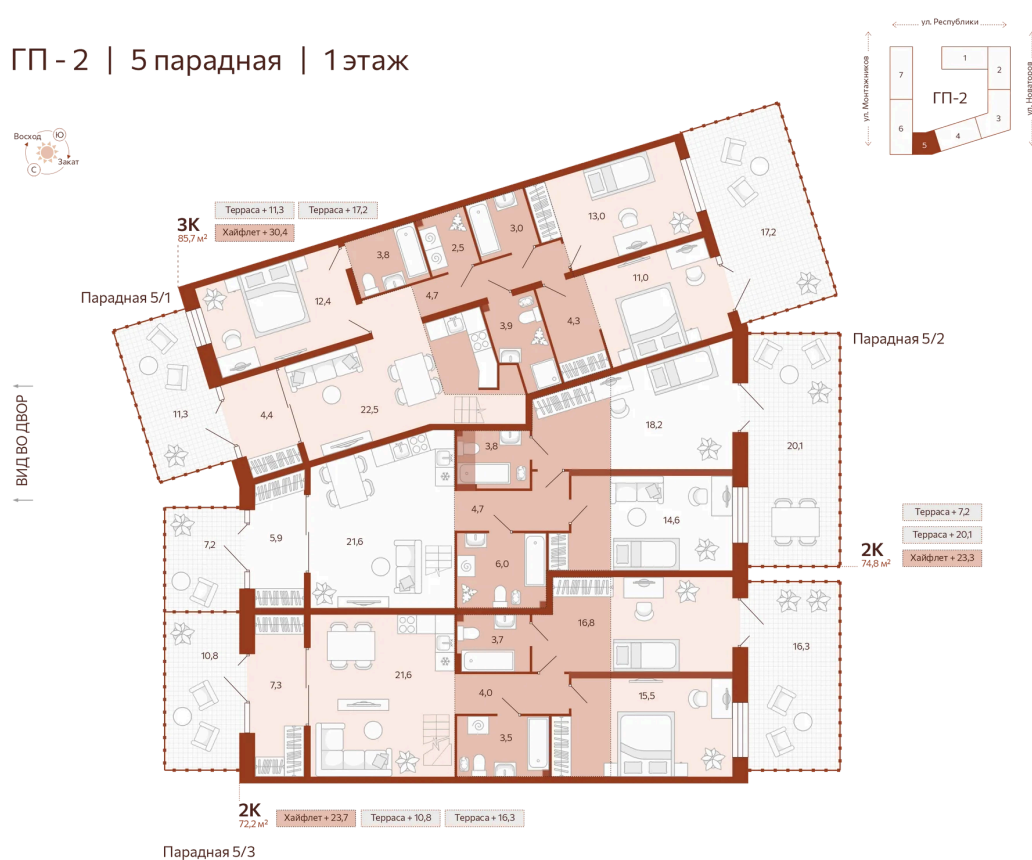 ГП - 2 | 5 парадная | 1 этаж
ул. Республики
ул. Монтажников
ул. Новаторов
1
2
3
4
5
6
7
ГП-2
Восход
Ю
С
Закат
3К
85,7 м²
Терраса + 11,3
Терраса + 17,2
Хайфлет + 30,4
Парадная 5/1
Парадная 5/2
ВИД ВО ДВОР
3,8
2,5
3,0
13,0
17,2
12,4
4,7
11,0
3,9
4,3
11,3
4,4
22,5
18,2
20,1
3,8
4,7
14,6
7,2
5,9
21,6
6,0
Терраса + 7,2
Терраса + 20,1
Хайфлет + 23,3
2К
74,8 м²
10,8
7,3
21,6
3,7
16,8
16,3
4,0
15,5
3,5
2К
72,2 м²
Хайфлет + 23,7
Терраса + 10,8
Терраса + 16,3
Парадная 5/3